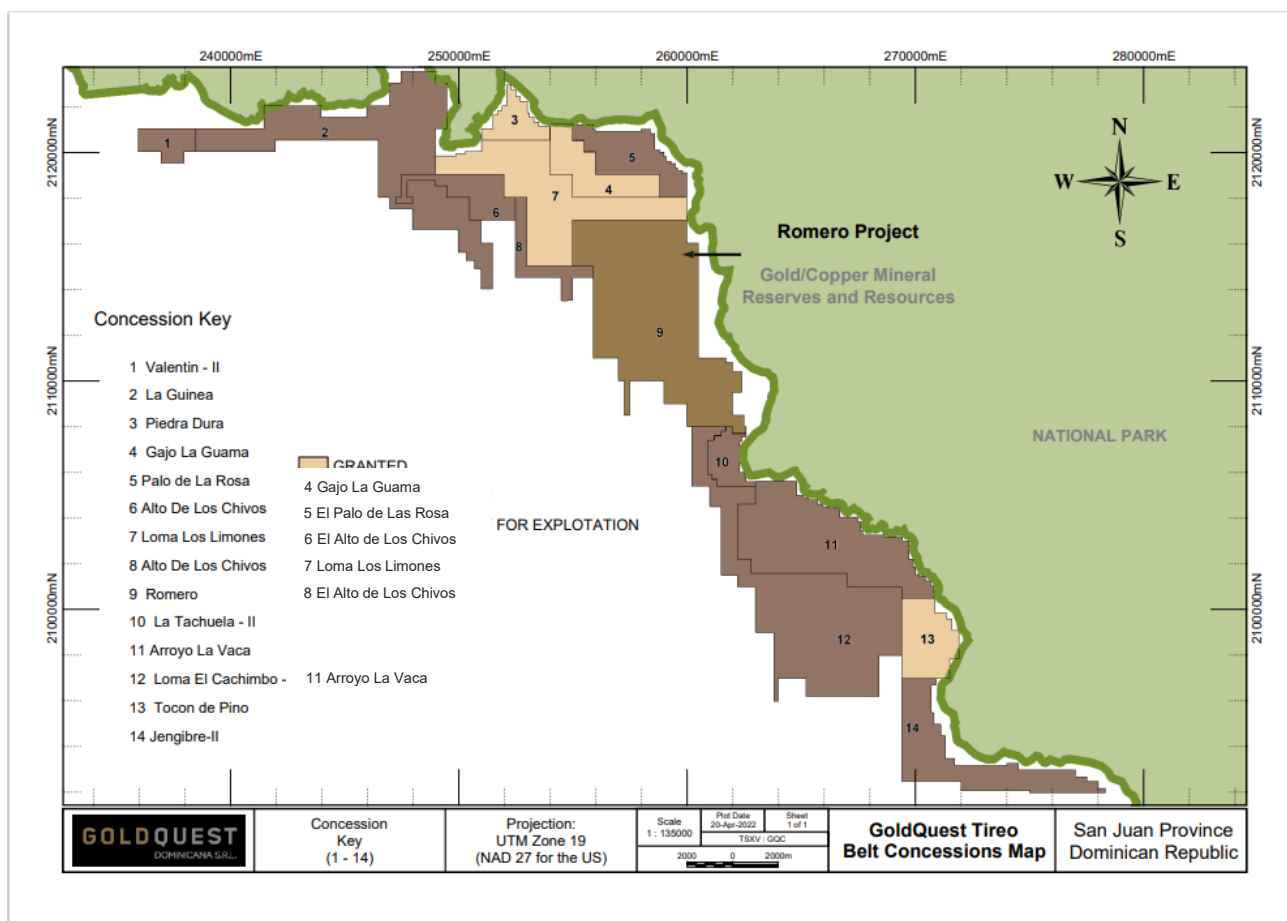 240000mE 250000mE 260000mE 270000mE 280000mE
2120000mN
2110000mN
2100000mN
2120000mN
2110000mN
2100000mN
1
2
3
4
5
6
7
8
9
10
11
12
13
14
N
W E
S
Romero Project
Gold/Copper Mineral
Reserves and Resources
NATIONAL PARK
Concession Key
1 Valentin - II
2 La Guinea
3 Piedra Dura
4 Gajo La Guama
5 Palo de La Rosa
6 Alto De Los Chivos
7 Loma Los Limones
8 Alto De Los Chivos
9 Romero
10 La Tachuela - II
11 Arroyo La Vaca
12 Loma El Cachimbo -
13 Tocon de Pino
14 Jengibre-II
GRANTED
4 Gajo La Guama
5 El Palo de Las Rosa
6 El Alto de Los Chivos
7 Loma Los Limones
8 El Alto de Los Chivos
11 Arroyo La Vaca
FOR EXPLOTATION
GOLDQUEST
DOMINICANA S.R.L.
Concession
Key
(1 - 14)
Projection:
UTM Zone 19
(NAD 27 for the US)
Scale
1 : 135000
Plot Date
20-Apr-2022
Sheet
1 of 1
TSXV : GQC
2000 0 2000m
GoldQuest Tireo
Belt Concessions Map
San Juan Province
Dominican Republic